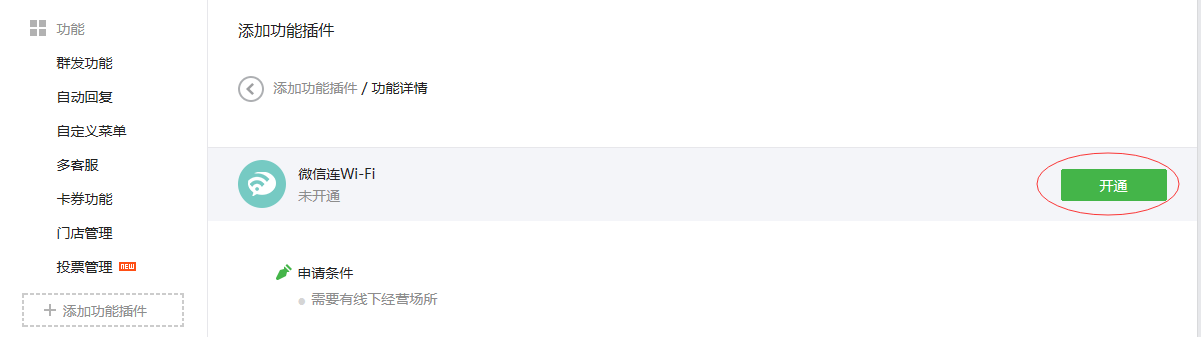 功能
群发功能
自动回复
自定义菜单
多客服
卡券功能
门店管理
投票管理 NEW
+ 添加功能插件
添加功能插件
添加功能插件 / 功能详情
微信连Wi-Fi
未开通
开通
申请条件
需要有线下经营场所